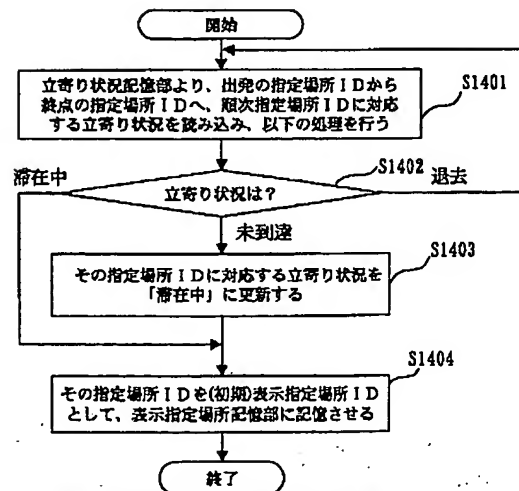 開始
立寄り状況記憶部より、出発の指定場所IDから
終点の指定場所IDへ、順次指定場所IDに対応
する立寄り状況を読み込み、以下の処理を行う
S1401
S1402
滞在中
立寄り状況は？
退去
未到達
S1403
その指定場所IDに対応する立寄り状況を
「滞在中」に更新する
S1404
その指定場所IDを(初期)表示指定場所ID
として、表示指定場所記憶部に記憶させる
終了